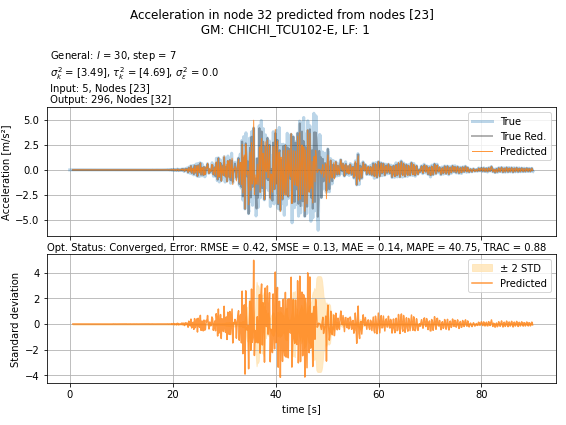 Acceleration in node 32 predicted from nodes [23]
GM: CHICHI_TCU102-E, LF: 1
General: l = 30, step = 7
σ²ₖ = [3.49], τ²ₖ = [4.69], σ²ε = 0.0
Input: 5, Nodes [23]
Output: 296, Nodes [32]
Acceleration [m/s²]
5.0
2.5
0.0
−2.5
−5.0
True
True Red.
Predicted
Opt. Status: Converged, Error: RMSE = 0.42, SMSE = 0.13, MAE = 0.14, MAPE = 40.75, TRAC = 0.88
Standard deviation
4
2
0
−2
−4
± 2 STD
Predicted
0
20
40
60
80
time [s]